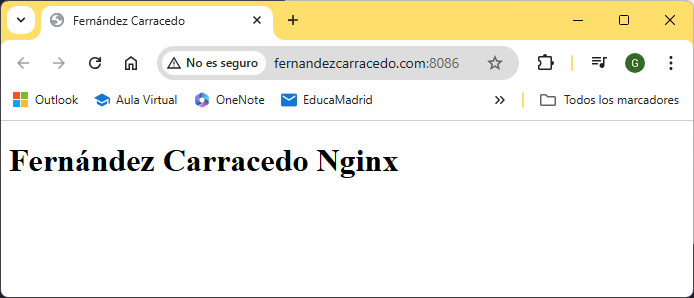 Fernández Carracedo
No es seguro fernandezcarracedo.com:8086 G
Outlook Aula Virtual OneNote EducaMadrid Todos los marcadores
Fernández Carracedo Nginx